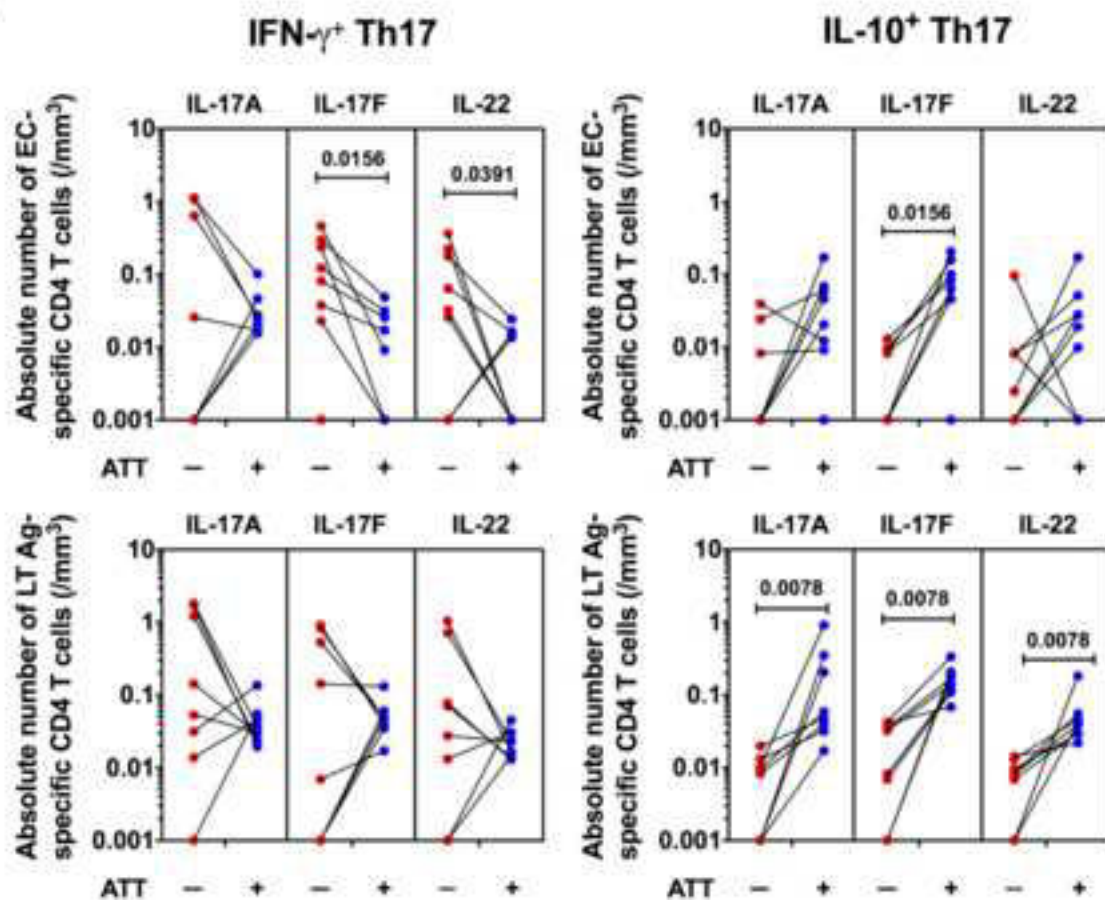 IFN-γ⁺ Th17
IL-10⁺ Th17
Absolute number of EC-
specific CD4 T cells (/mm³)
IL-17A IL-17F IL-22
10
1
0.1
0.01
0.001
0.0156
0.0391
ATT – + – + – +
Absolute number of EC-
specific CD4 T cells (/mm³)
IL-17A IL-17F IL-22
10
1
0.1
0.01
0.001
0.0156
ATT – + – + – +
Absolute number of LT Ag-
specific CD4 T cells (/mm³)
IL-17A IL-17F IL-22
10
1
0.1
0.01
0.001
ATT – + – + – +
Absolute number of LT Ag-
specific CD4 T cells (/mm³)
IL-17A IL-17F IL-22
10
1
0.1
0.01
0.001
0.0078
0.0078
0.0078
ATT – + – + – +